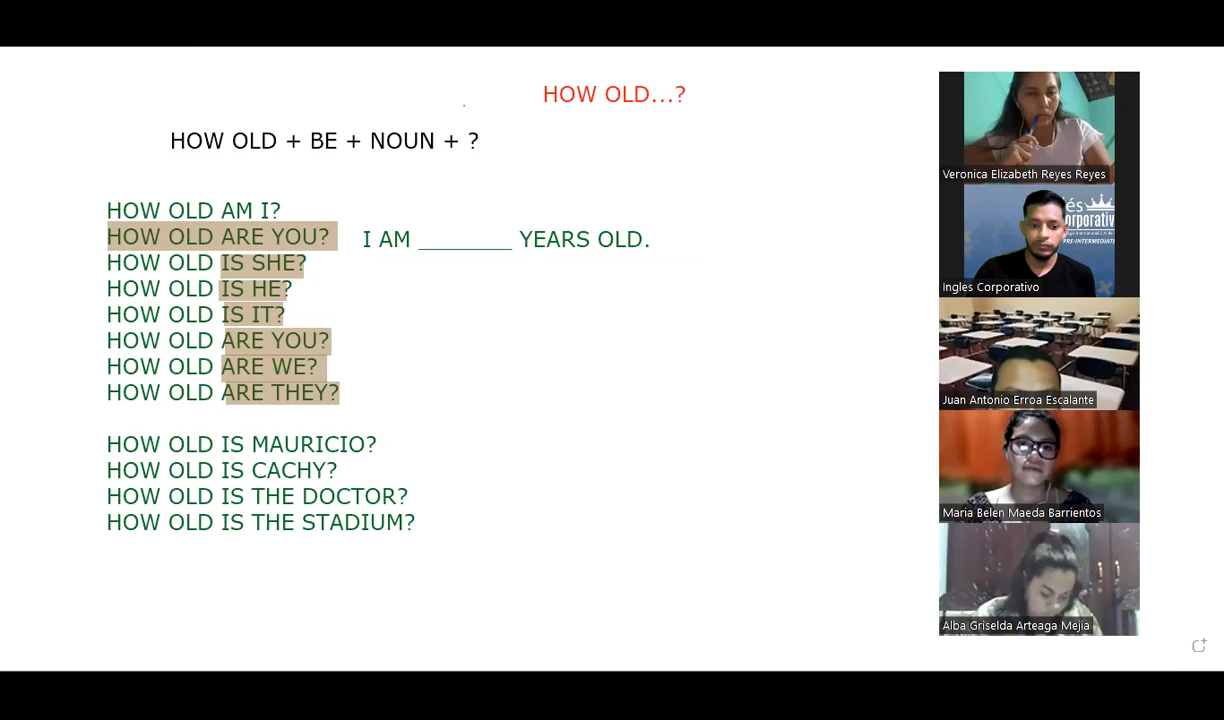 HOW OLD...?
HOW OLD + BE + NOUN + ?
HOW OLD AM I?
HOW OLD ARE YOU?
I AM _______ YEARS OLD.
HOW OLD IS SHE?
HOW OLD IS HE?
HOW OLD IS IT?
HOW OLD ARE YOU?
HOW OLD ARE WE?
HOW OLD ARE THEY?
HOW OLD IS MAURICIO?
HOW OLD IS CACHY?
HOW OLD IS THE DOCTOR?
HOW OLD IS THE STADIUM?
Veronica Elizabeth Reyes Reyes
PRE-INTERMEDIATE
Ingles Corporativo
Juan Antonio Erroa Escalante
Maria Belen Maeda Barrientos
Alba Griselda Arteaga Mejia